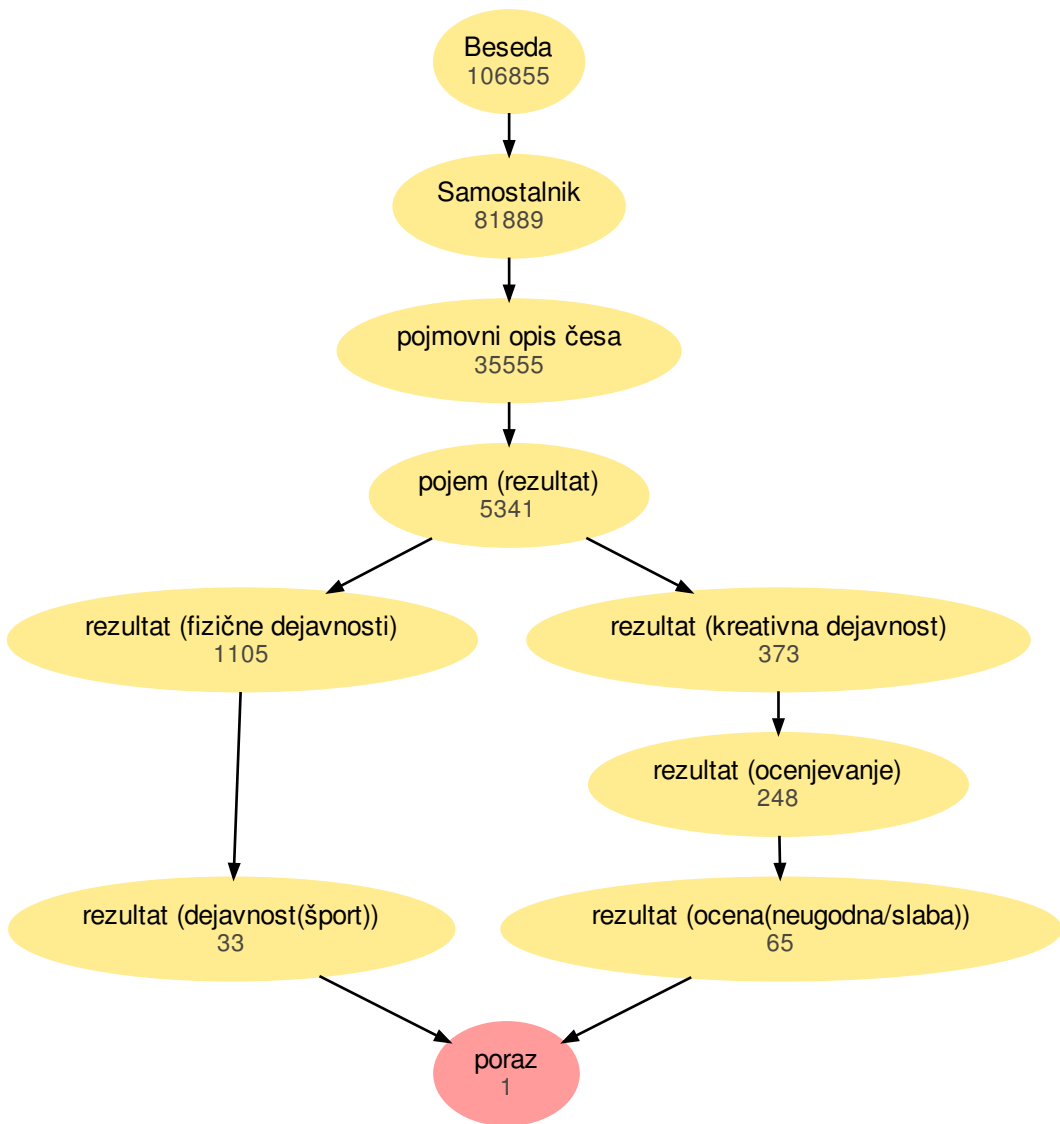 Beseda
106855
Samostalnik
81889
pojmovni opis česa
35555
pojem (rezultat)
5341
rezultat (fizične dejavnosti)
1105
rezultat (kreativna dejavnost)
373
rezultat (ocenjevanje)
248
rezultat (dejavnost(šport))
33
rezultat (ocena(neugodna/slaba))
65
poraz
1